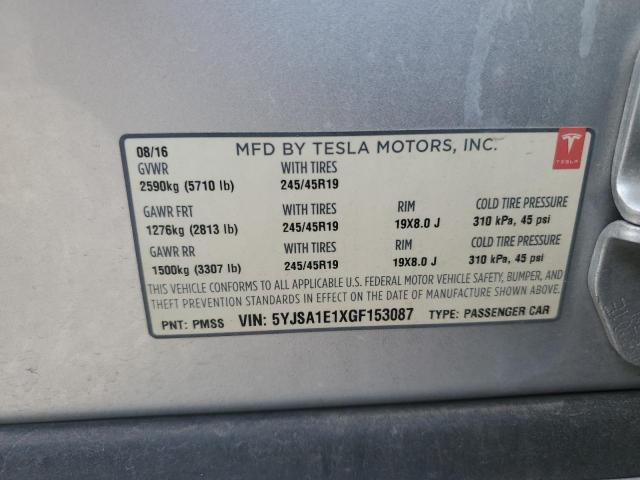 08/16 MFD BY TESLA MOTORS, INC.
TESLA
GVWR WITH TIRES
2590kg (5710 lb) 245/45R19
GAWR FRT WITH TIRES RIM COLD TIRE PRESSURE
1276kg (2813 lb) 245/45R19 19X8.0 J 310 kPa, 45 psi
GAWR RR WITH TIRES RIM COLD TIRE PRESSURE
1500kg (3307 lb) 245/45R19 19X8.0 J 310 kPa, 45 psi
THIS VEHICLE CONFORMS TO ALL APPLICABLE U.S. FEDERAL MOTOR VEHICLE SAFETY, BUMPER, AND
THEFT PREVENTION STANDARDS IN EFFECT ON THE DATE OF MANUFACTURE SHOWN ABOVE.
PNT: PMSS VIN: 5YJSA1E1XGF153087 TYPE: PASSENGER CAR